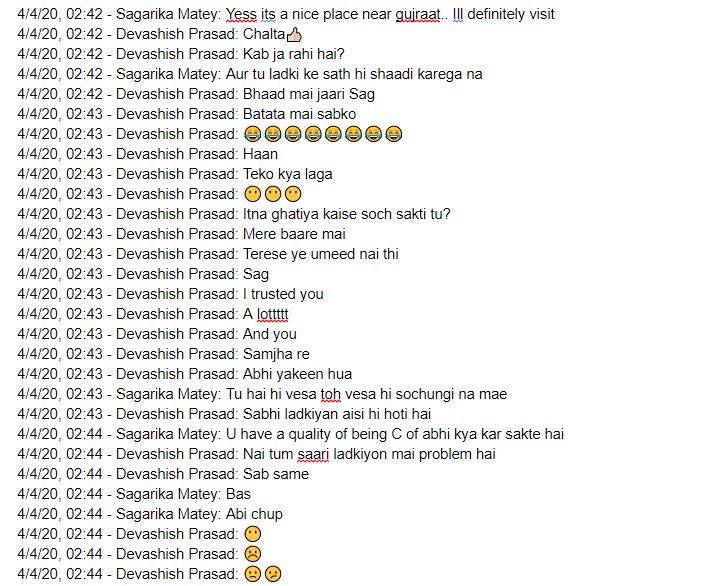 4/4/20, 02:42 - Sagarika Matey: Yess its a nice place near gujraat.. Ill definitely visit
4/4/20, 02:42 - Devashish Prasad: Chalta👍🏻
4/4/20, 02:42 - Devashish Prasad: Kab ja rahi hai?
4/4/20, 02:42 - Sagarika Matey: Aur tu ladki ke sath hi shaadi karega na
4/4/20, 02:42 - Devashish Prasad: Bhaad mai jaari Sag
4/4/20, 02:43 - Devashish Prasad: Batata mai sabko
4/4/20, 02:43 - Devashish Prasad: 😂😂😂😂😂😂😂😂
4/4/20, 02:43 - Devashish Prasad: Haan
4/4/20, 02:43 - Devashish Prasad: Teko kya laga
4/4/20, 02:43 - Devashish Prasad: 😶😶😶
4/4/20, 02:43 - Devashish Prasad: Itna ghatiya kaise soch sakti tu?
4/4/20, 02:43 - Devashish Prasad: Mere baare mai
4/4/20, 02:43 - Devashish Prasad: Terese ye umeed nai thi
4/4/20, 02:43 - Devashish Prasad: Sag
4/4/20, 02:43 - Devashish Prasad: I trusted you
4/4/20, 02:43 - Devashish Prasad: A lottttt
4/4/20, 02:43 - Devashish Prasad: And you
4/4/20, 02:43 - Devashish Prasad: Samjha re
4/4/20, 02:43 - Devashish Prasad: Abhi yakeen hua
4/4/20, 02:43 - Sagarika Matey: Tu hai hi vesa toh vesa hi sochungi na mae
4/4/20, 02:43 - Devashish Prasad: Sabhi ladkiyan aisi hi hoti hai
4/4/20, 02:44 - Sagarika Matey: U have a quality of being C of abhi kya kar sakte hai
4/4/20, 02:44 - Devashish Prasad: Nai tum saari ladkiyon mai problem hai
4/4/20, 02:44 - Devashish Prasad: Sab same
4/4/20, 02:44 - Sagarika Matey: Bas
4/4/20, 02:44 - Sagarika Matey: Abi chup
4/4/20, 02:44 - Devashish Prasad: 😶
4/4/20, 02:44 - Devashish Prasad: ☹️
4/4/20, 02:44 - Devashish Prasad: 🙁😕